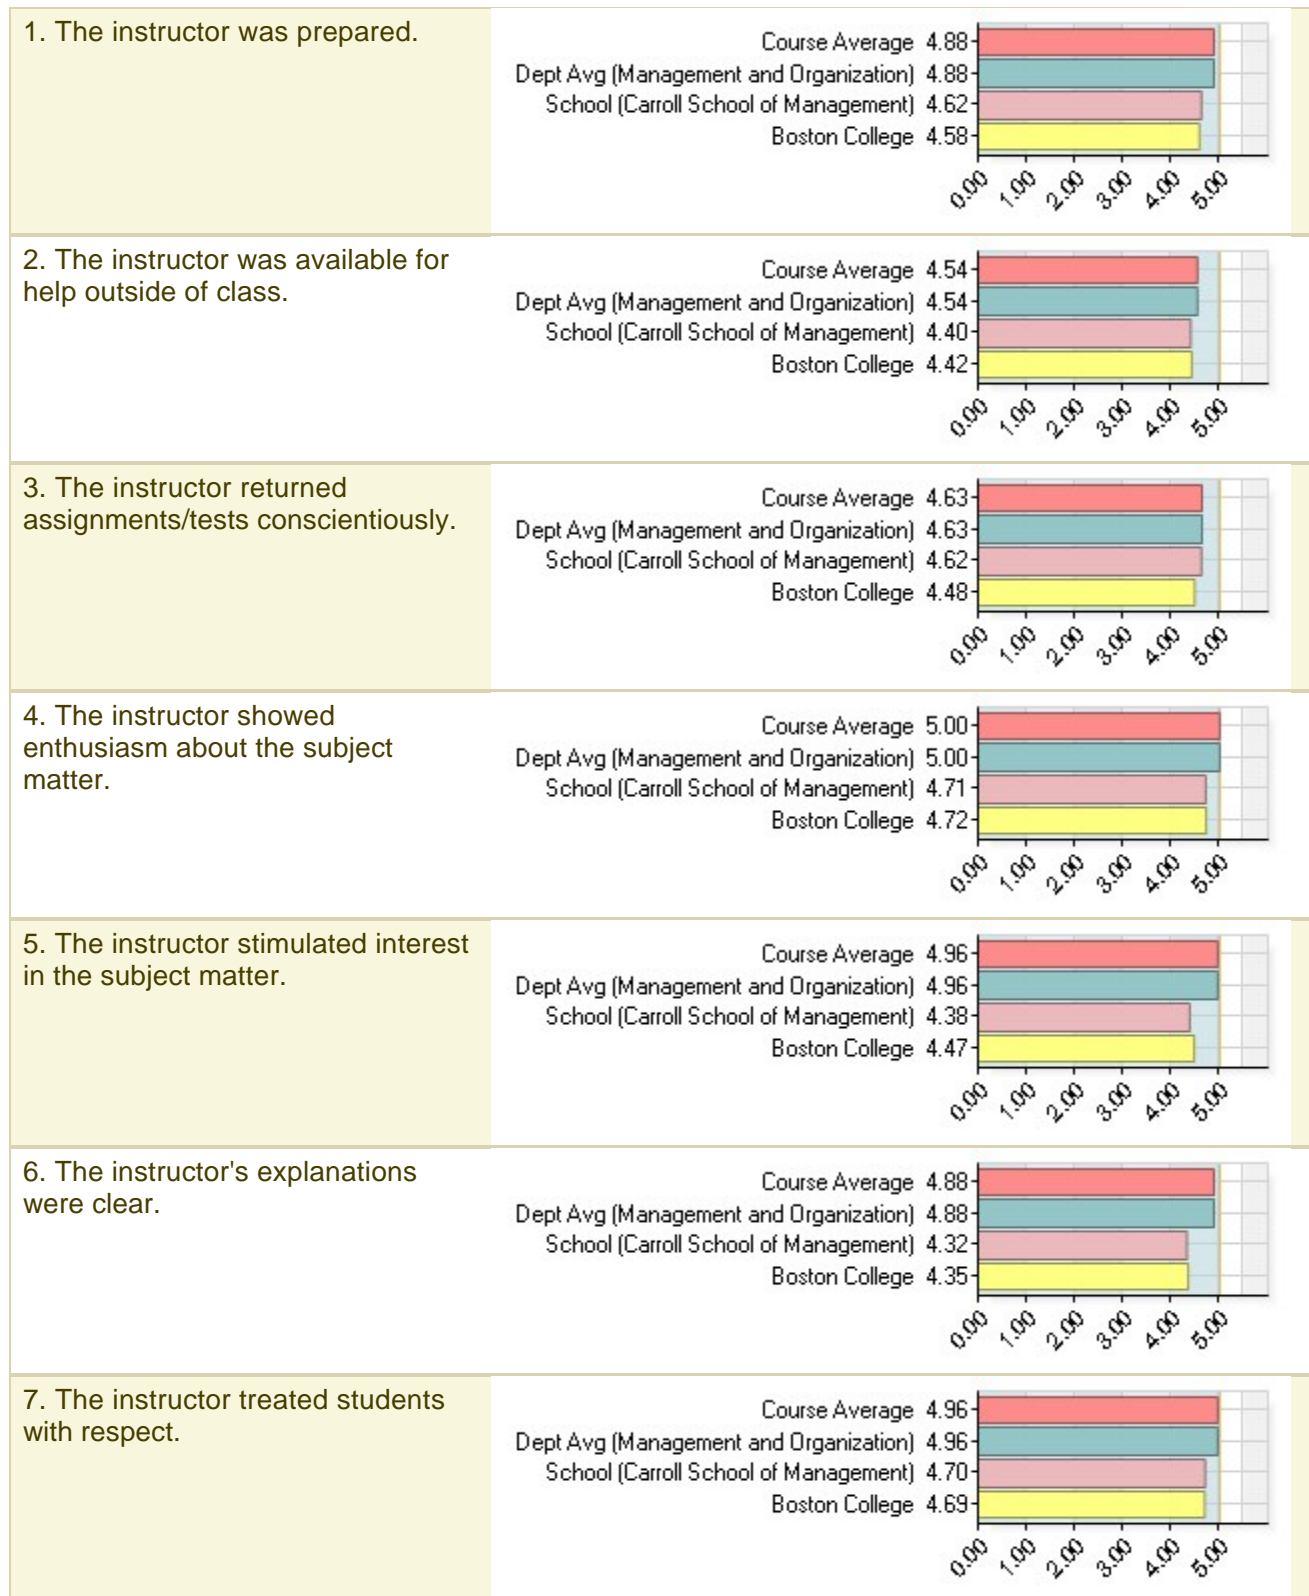 1. The instructor was prepared.
Course Average 4.88
Dept Avg (Management and Organization) 4.88
School (Carroll School of Management) 4.62
Boston College 4.58
0.00 1.00 2.00 3.00 4.00 5.00
2. The instructor was available for
help outside of class.
Course Average 4.54
Dept Avg (Management and Organization) 4.54
School (Carroll School of Management) 4.40
Boston College 4.42
0.00 1.00 2.00 3.00 4.00 5.00
3. The instructor returned
assignments/tests conscientiously.
Course Average 4.63
Dept Avg (Management and Organization) 4.63
School (Carroll School of Management) 4.62
Boston College 4.48
0.00 1.00 2.00 3.00 4.00 5.00
4. The instructor showed
enthusiasm about the subject
matter.
Course Average 5.00
Dept Avg (Management and Organization) 5.00
School (Carroll School of Management) 4.71
Boston College 4.72
0.00 1.00 2.00 3.00 4.00 5.00
5. The instructor stimulated interest
in the subject matter.
Course Average 4.96
Dept Avg (Management and Organization) 4.96
School (Carroll School of Management) 4.38
Boston College 4.47
0.00 1.00 2.00 3.00 4.00 5.00
6. The instructor's explanations
were clear.
Course Average 4.88
Dept Avg (Management and Organization) 4.88
School (Carroll School of Management) 4.32
Boston College 4.35
0.00 1.00 2.00 3.00 4.00 5.00
7. The instructor treated students
with respect.
Course Average 4.96
Dept Avg (Management and Organization) 4.96
School (Carroll School of Management) 4.70
Boston College 4.69
0.00 1.00 2.00 3.00 4.00 5.00